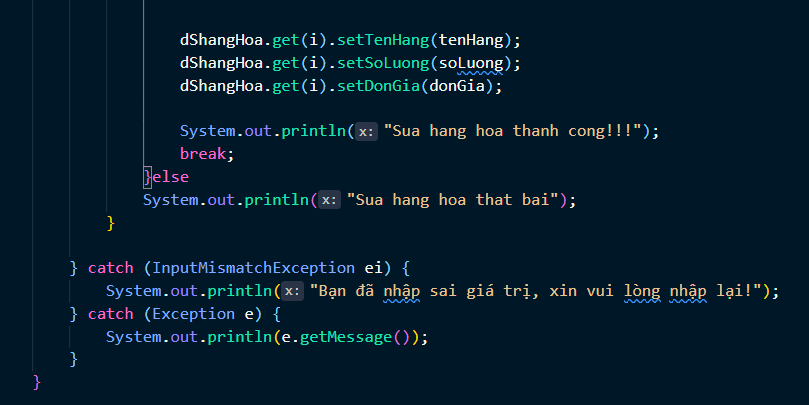 dShangHoa.get(i).setTenHang(tenHang);
dShangHoa.get(i).setSoLuong(soLuong);
dShangHoa.get(i).setDonGia(donGia);
System.out.println(x: "Sua hang hoa thanh cong!!!");
break;
}else
System.out.println(x: "Sua hang hoa that bai");
}
} catch (InputMismatchException ei) {
System.out.println(x: "Bạn đã nhập sai giá trị, xin vui lòng nhập lại!");
} catch (Exception e) {
System.out.println(e.getMessage());
}
}